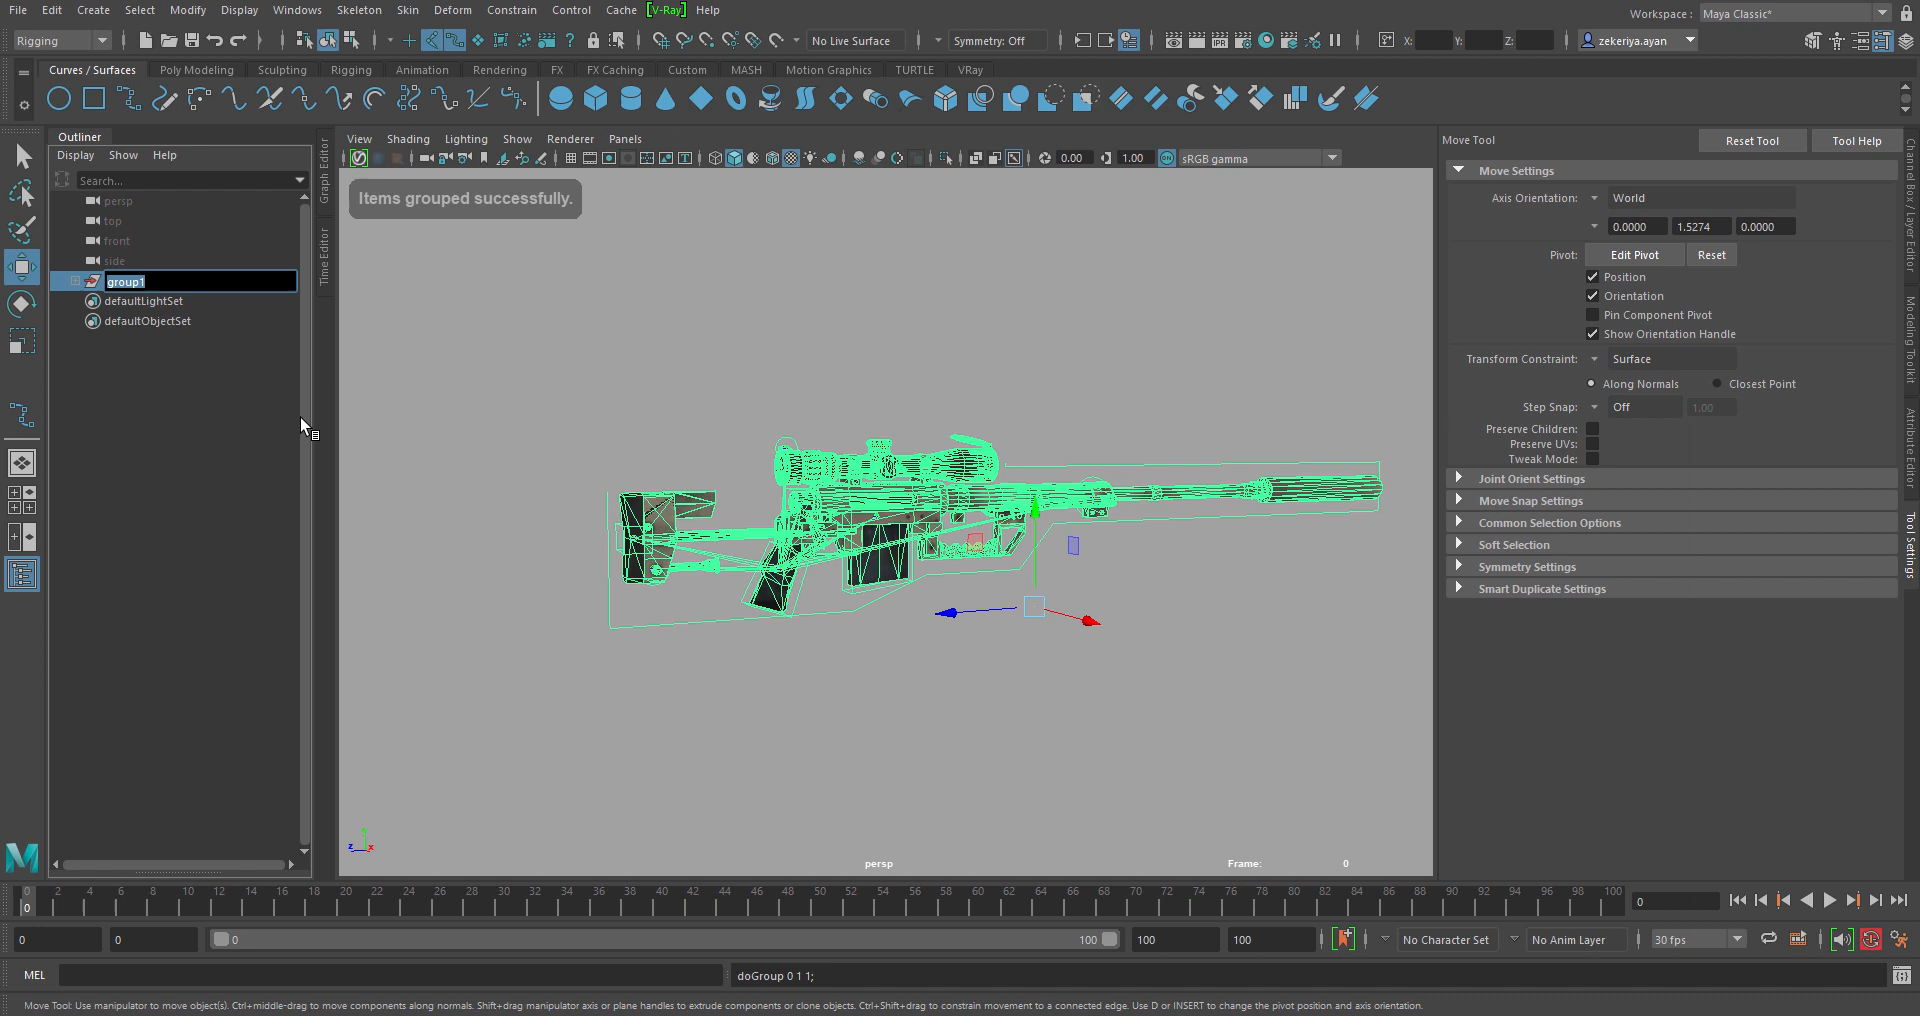 File Edit Create Select Modify Display Windows Skeleton Skin Deform Constrain Control Cache [V-Ray] Help
Workspace : Maya Classic*
Rigging No Live Surface Symmetry: Off IPR X: Y: Z: zekeriya.ayan
Curves / Surfaces Poly Modeling Sculpting Rigging Animation Rendering FX FX Caching Custom MASH Motion Graphics TURTLE VRay
Outliner
Display Show Help
Search...
persp
top
front
side
group1
defaultLightSet
defaultObjectSet
Graph Editor
Time Editor
View Shading Lighting Show Renderer Panels
0.00 1.00 ON sRGB gamma
Items grouped successfully.
y
z x
persp
Frame: 0
Move Tool Reset Tool Tool Help
Move Settings
Axis Orientation: World
0.0000 1.5274 0.0000
Pivot: Edit Pivot Reset
Position
Orientation
Pin Component Pivot
Show Orientation Handle
Transform Constraint: Surface
Along Normals Closest Point
Step Snap: Off 1.00
Preserve Children:
Preserve UVs:
Tweak Mode:
Joint Orient Settings
Move Snap Settings
Common Selection Options
Soft Selection
Symmetry Settings
Smart Duplicate Settings
Channel Box / Layer Editor
Modeling Toolkit
Attribute Editor
Tool Settings
0 2 4 6 8 10 12 14 16 18 20 22 24 26 28 30 32 34 36 38 40 42 44 46 48 50 52 54 56 58 60 62 64 66 68 70 72 74 76 78 80 82 84 86 88 90 92 94 96 98 100
0
0
0 0 0 100 100 100 No Character Set No Anim Layer 30 fps
MEL doGroup 0 1 1;
Move Tool: Use manipulator to move object(s). Ctrl+middle-drag to move components along normals. Shift+drag manipulator axis or plane handles to extrude components or clone objects. Ctrl+Shift+drag to constrain movement to a connected edge. Use D or INSERT to change the pivot position and axis orientation.